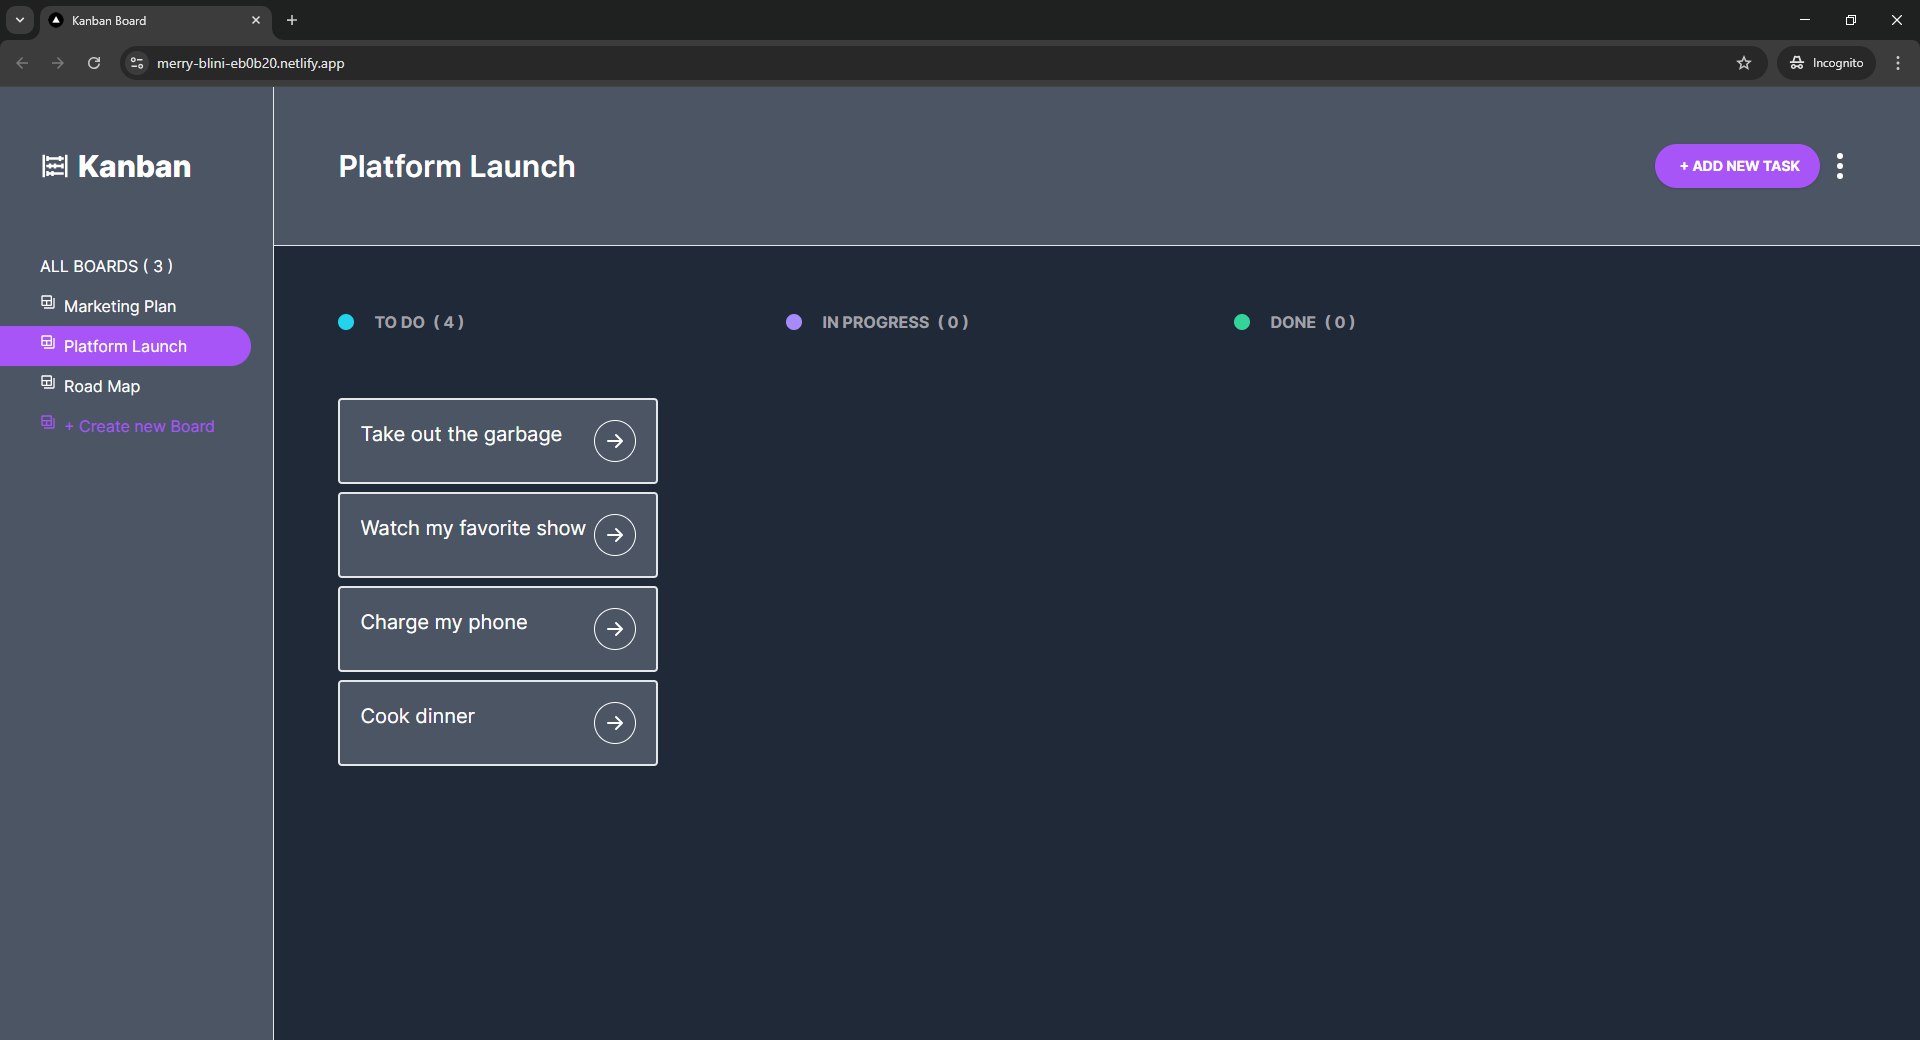 Kanban Board
merry-blini-eb0b20.netlify.app
Incognito
Kanban
Platform Launch
+ ADD NEW TASK
ALL BOARDS ( 3 )
Marketing Plan
Platform Launch
Road Map
+ Create new Board
TO DO ( 4 )
IN PROGRESS ( 0 )
DONE ( 0 )
Take out the garbage
Watch my favorite show
Charge my phone
Cook dinner